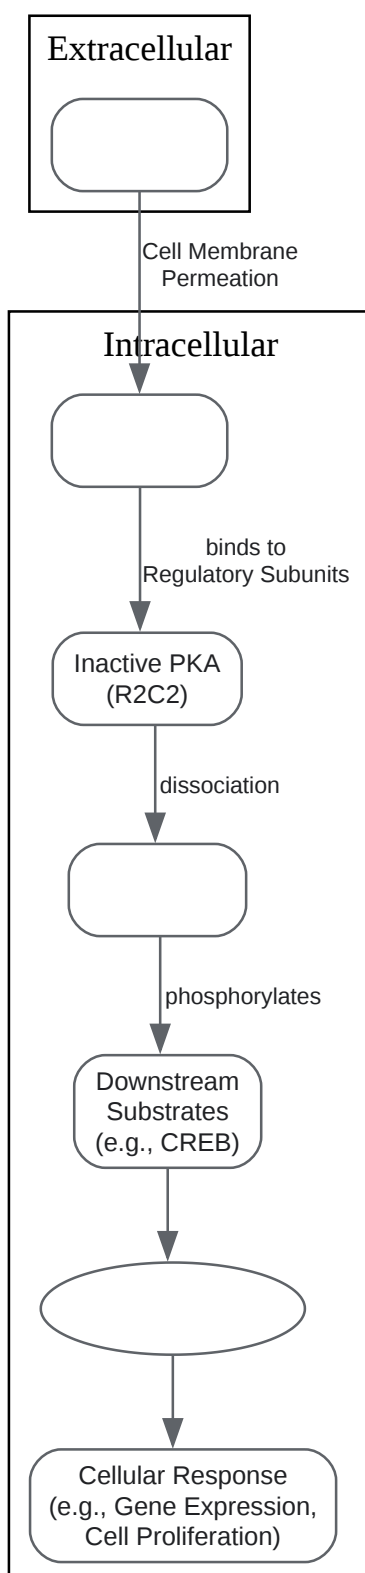 Extracellular
Cell Membrane
Permeation
Intracellular
binds to
Regulatory Subunits
Inactive PKA
(R2C2)
dissociation
phosphorylates
Downstream
Substrates
(e.g., CREB)
Cellular Response
(e.g., Gene Expression,
Cell Proliferation)